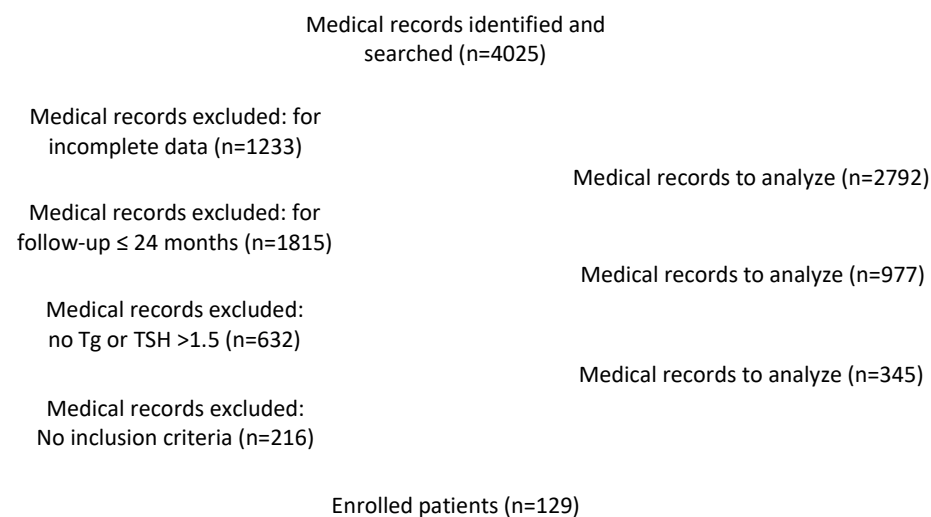 Medical records identified and
searched (n=4025)
Medical records excluded: for
incomplete data (n=1233)
Medical records to analyze (n=2792)
Medical records excluded: for
follow-up ≤ 24 months (n=1815)
Medical records to analyze (n=977)
Medical records excluded:
no Tg or TSH >1.5 (n=632)
Medical records to analyze (n=345)
Medical records excluded:
No inclusion criteria (n=216)
Enrolled patients (n=129)